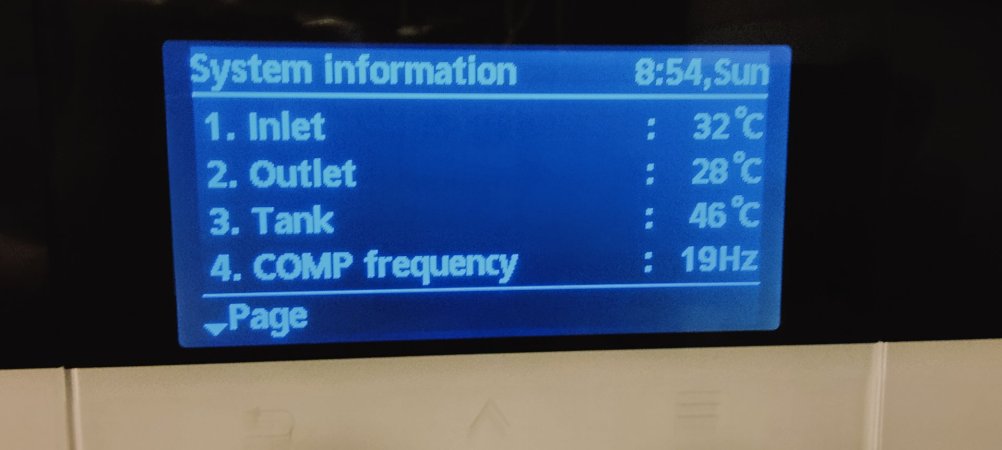 System information 8:54,Sun
1. Inlet : 32℃
2. Outlet : 28℃
3. Tank : 46℃
4. COMP frequency : 19Hz
Page